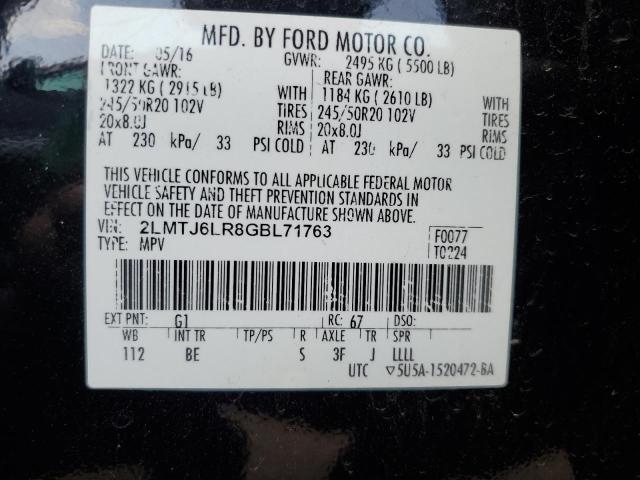 MFD. BY FORD MOTOR CO.
DATE: 05/16 GVWR: 2495 KG (5500 LB)
FRONT GAWR: REAR GAWR:
1322 KG (2915 LB) WITH 1184 KG (2610 LB) WITH
245/50R20 102V TIRES 245/50R20 102V TIRES
20x8.0J RIMS 20x8.0J RIMS
AT 230 kPa/ 33 PSI COLD AT 230 kPa/ 33 PSI COLD
THIS VEHICLE CONFORMS TO ALL APPLICABLE FEDERAL MOTOR
VEHICLE SAFETY AND THEFT PREVENTION STANDARDS IN
EFFECT ON THE DATE OF MANUFACTURE SHOWN ABOVE.
VIN: 2LMTJ6LR8GBL71763 F0077
TYPE: MPV T0224
EXT PNT: G1 RC: 67 DSO:
WB INT TR TP/PS R AXLE TR SPR
112 BE S 3F J LLLL
UTC 5U5A-1520472-BA